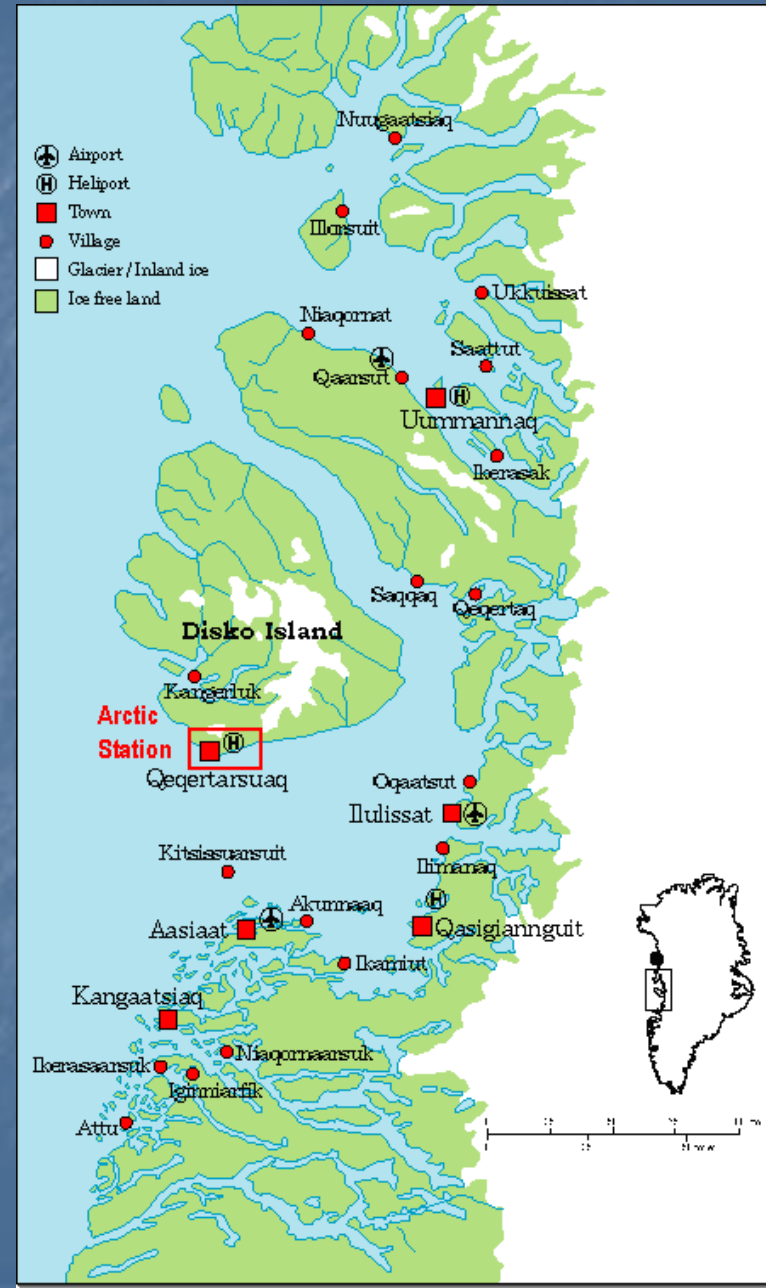 Nuugaatsiaq
Airport
Heliport
Town
Village
Glacier / Inland ice
Ice free land
Illorsuit
Ukkuissat
Niaqornat
Saattut
Qaarsut
H
Uummannaq
Ikerasak
Saqqaq
Qeqertaq
Disko Island
Kangerluk
Arctic
Station
H
Qeqertarsuaq
Oqaatsut
Ilulissat
Kitsissuarsuit
Ilimanaq
H
Akunnaaq
Aasiaat
Qasigiannguit
Ikamiut
Kangaatsiaq
Niaqornaarsuk
Ikerasaarsuk
Iginniarfik
Attu